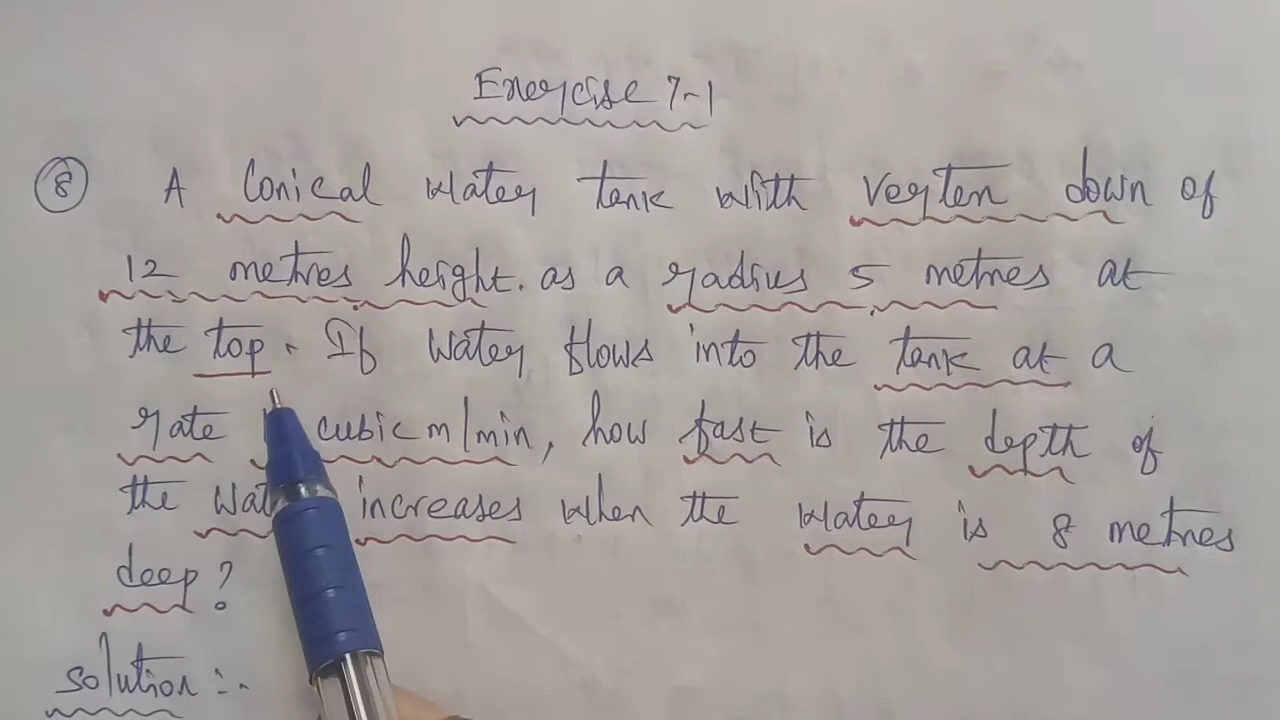 Exercise 7-1
⑧ A Conical water tank with vertex down of
12 metres height. as a radius 5 metres at
the top. If water flows into the tank at a
rate cubic m/min, how fast is the depth of
the increases when the water is 8 metres
deep?
Solution :-